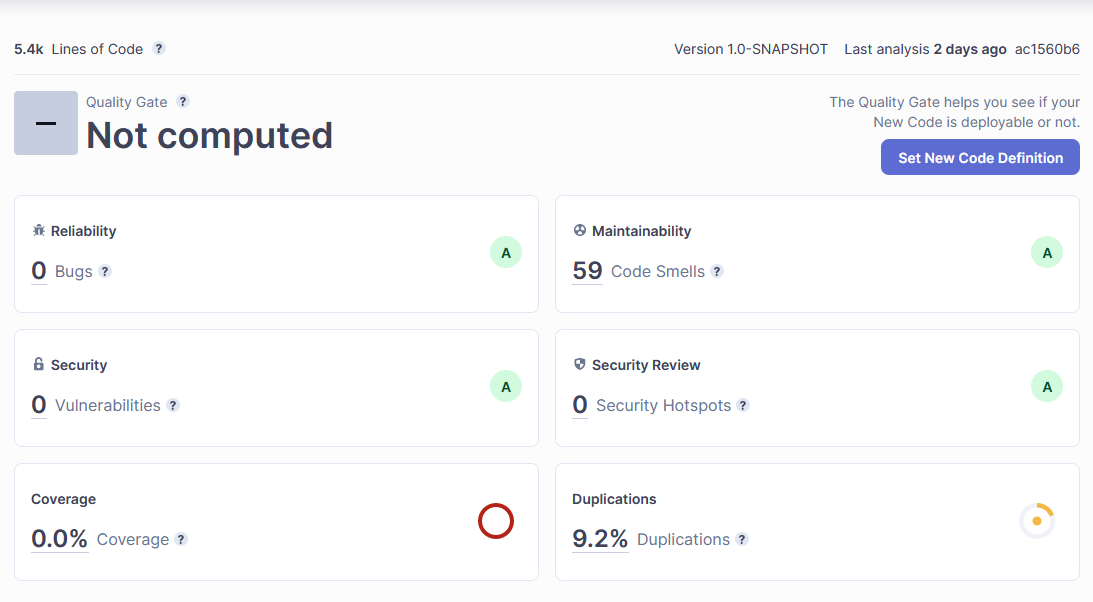 5.4k Lines of Code ?
Version 1.0-SNAPSHOT Last analysis 2 days ago ac1560b6
Quality Gate ?
Not computed
The Quality Gate helps you see if your
New Code is deployable or not.
Set New Code Definition
Reliability
0 Bugs ?
A
Maintainability
59 Code Smells ?
A
Security
0 Vulnerabilities ?
A
Security Review
0 Security Hotspots ?
A
Coverage
0.0% Coverage ?
Duplications
9.2% Duplications ?